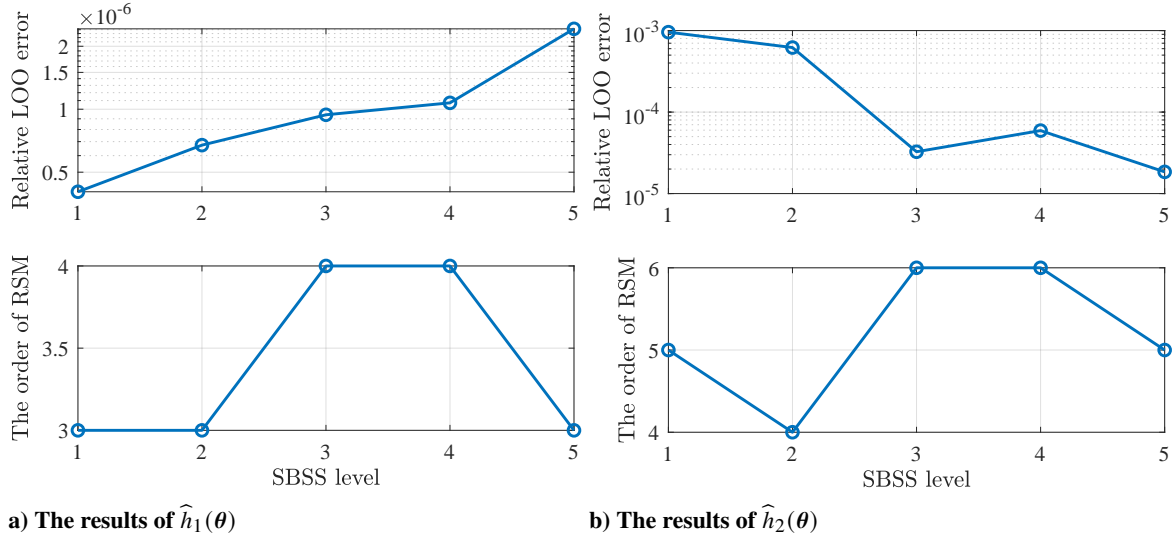 ×10⁻⁶
Relative LOO error
2
1.5
1
0.5
1 2 3 4 5
The order of RSM
4
3.5
3
1 2 3 4 5
SBSS level
a) The results of ĥ₁(θ)
Relative LOO error
10⁻³
10⁻⁴
10⁻⁵
1 2 3 4 5
The order of RSM
6
5
4
1 2 3 4 5
SBSS level
b) The results of ĥ₂(θ)